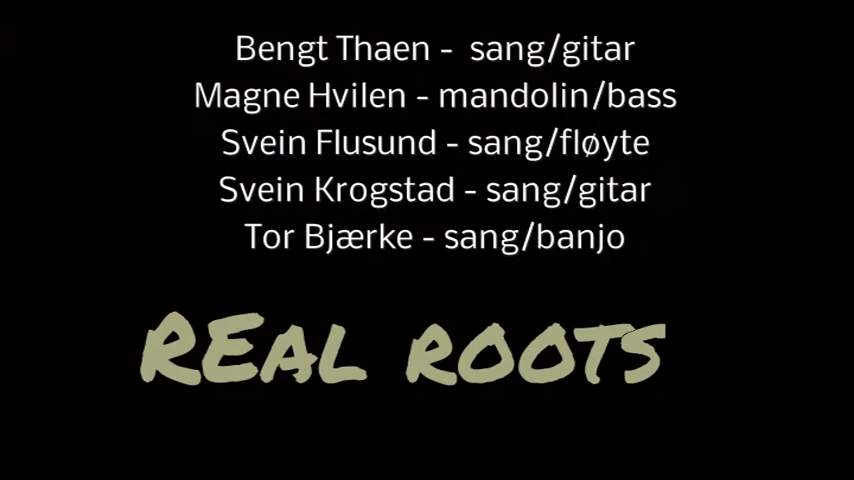 Bengt Thaen - sang/gitar
Magne Hvilen - mandolin/bass
Svein Flusund - sang/fløyte
Svein Krogstad - sang/gitar
Tor Bjærke - sang/banjo
REAL ROOTS